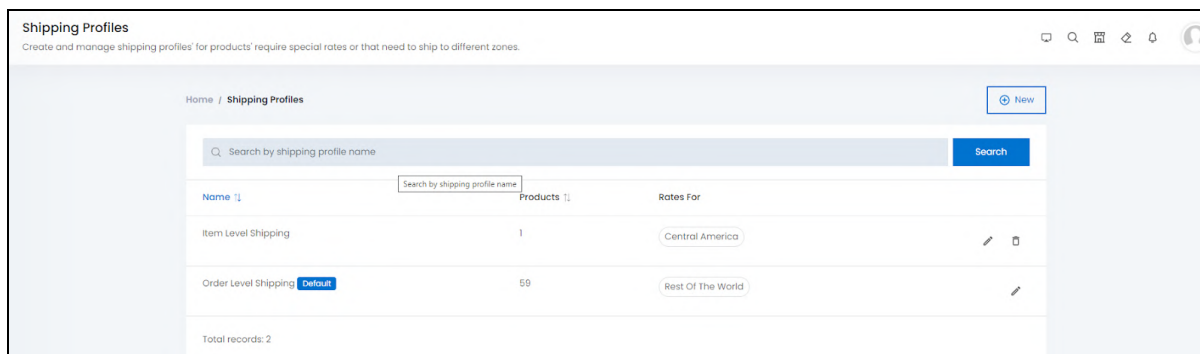 Shipping Profiles
Create and manage shipping profiles' for products' require special rates or that need to ship to different zones.
Home / Shipping Profiles
New
Search by shipping profile name
Search
Search by shipping profile name
Name Products Rates For
Item Level Shipping 1 Central America
Order Level Shipping Default 59 Rest Of The World
Total records: 2